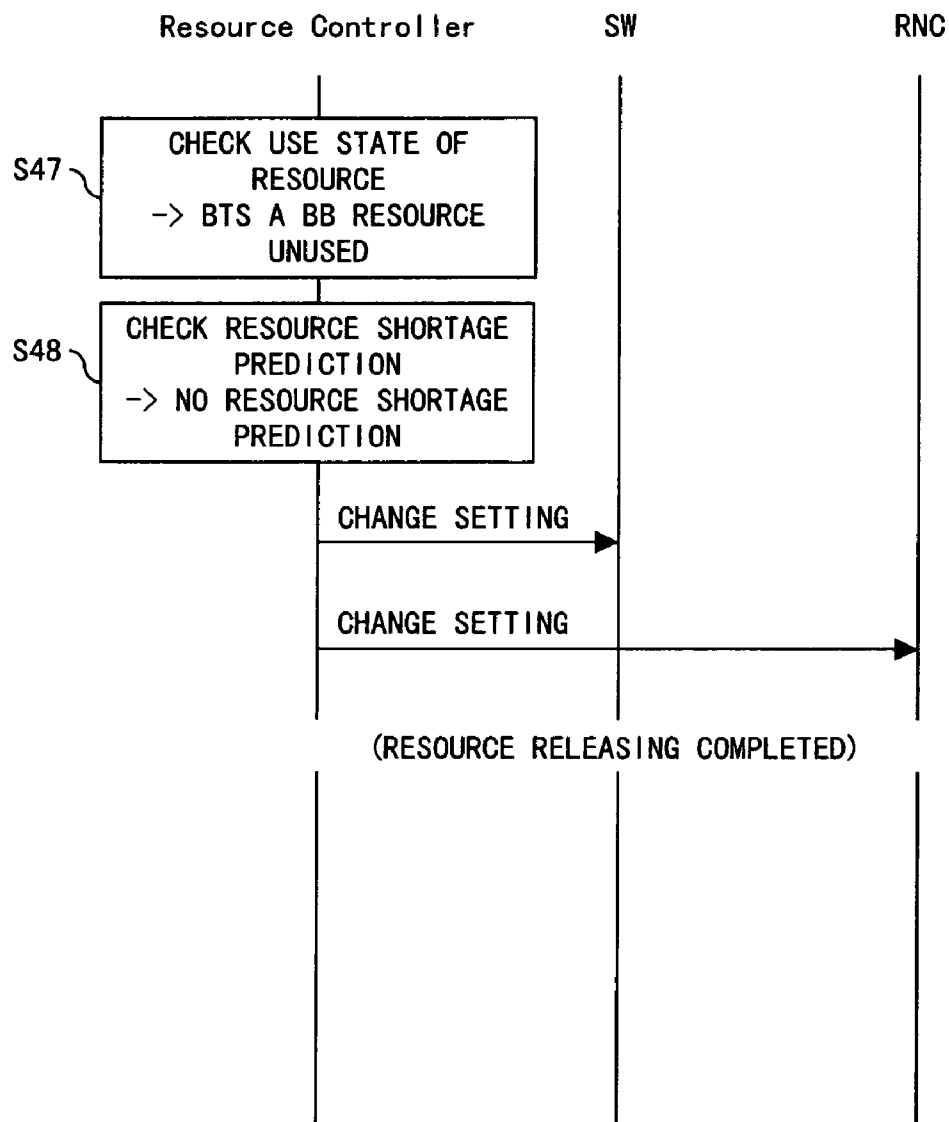 Resource Controller SW RNC
S47
CHECK USE STATE OF
RESOURCE
-> BTS A BB RESOURCE
UNUSED
S48
CHECK RESOURCE SHORTAGE
PREDICTION
-> NO RESOURCE SHORTAGE
PREDICTION
CHANGE SETTING
CHANGE SETTING
(RESOURCE RELEASING COMPLETED)